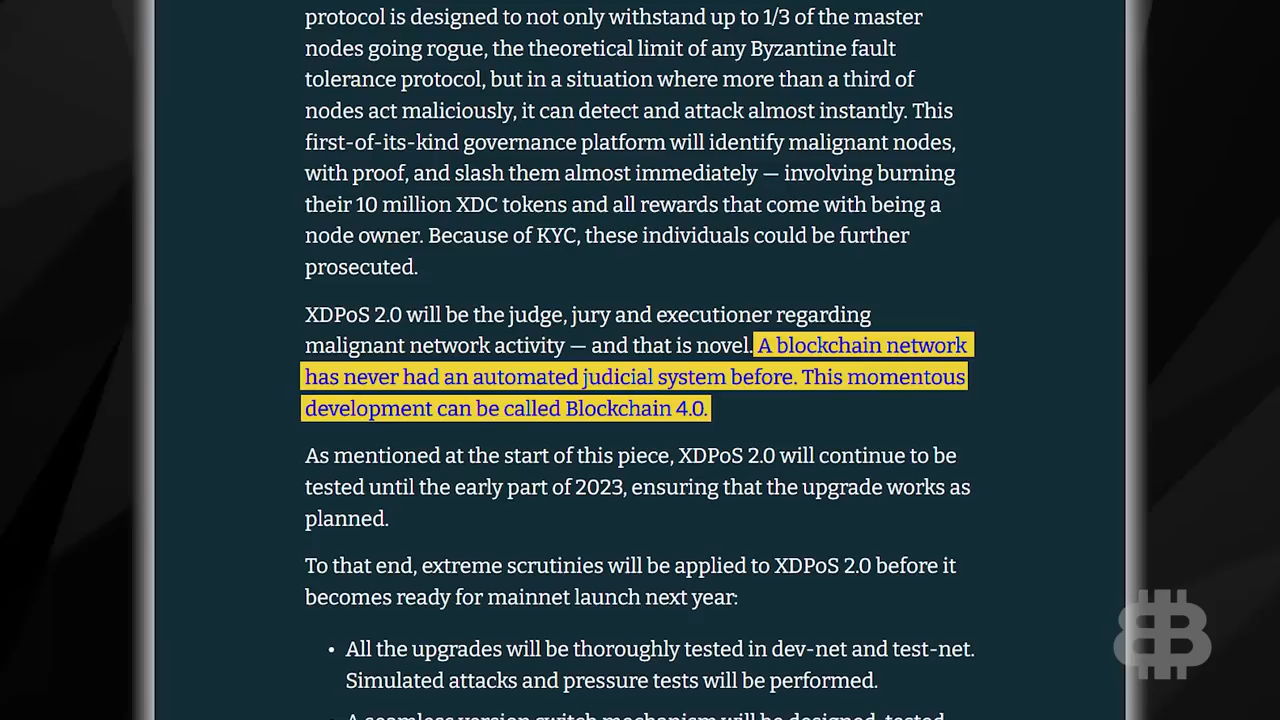 protocol is designed to not only withstand up to 1/3 of the master
nodes going rogue, the theoretical limit of any Byzantine fault
tolerance protocol, but in a situation where more than a third of
nodes act maliciously, it can detect and attack almost instantly. This
first-of-its-kind governance platform will identify malignant nodes,
with proof, and slash them almost immediately — involving burning
their 10 million XDC tokens and all rewards that come with being a
node owner. Because of KYC, these individuals could be further
prosecuted.
XDPoS 2.0 will be the judge, jury and executioner regarding
malignant network activity — and that is novel. A blockchain network
has never had an automated judicial system before. This momentous
development can be called Blockchain 4.0.
As mentioned at the start of this piece, XDPoS 2.0 will continue to be
tested until the early part of 2023, ensuring that the upgrade works as
planned.
To that end, extreme scrutinies will be applied to XDPoS 2.0 before it
becomes ready for mainnet launch next year:
• All the upgrades will be thoroughly tested in dev-net and test-net.
Simulated attacks and pressure tests will be performed.
A seamless version switch mechanism will be designed, tested